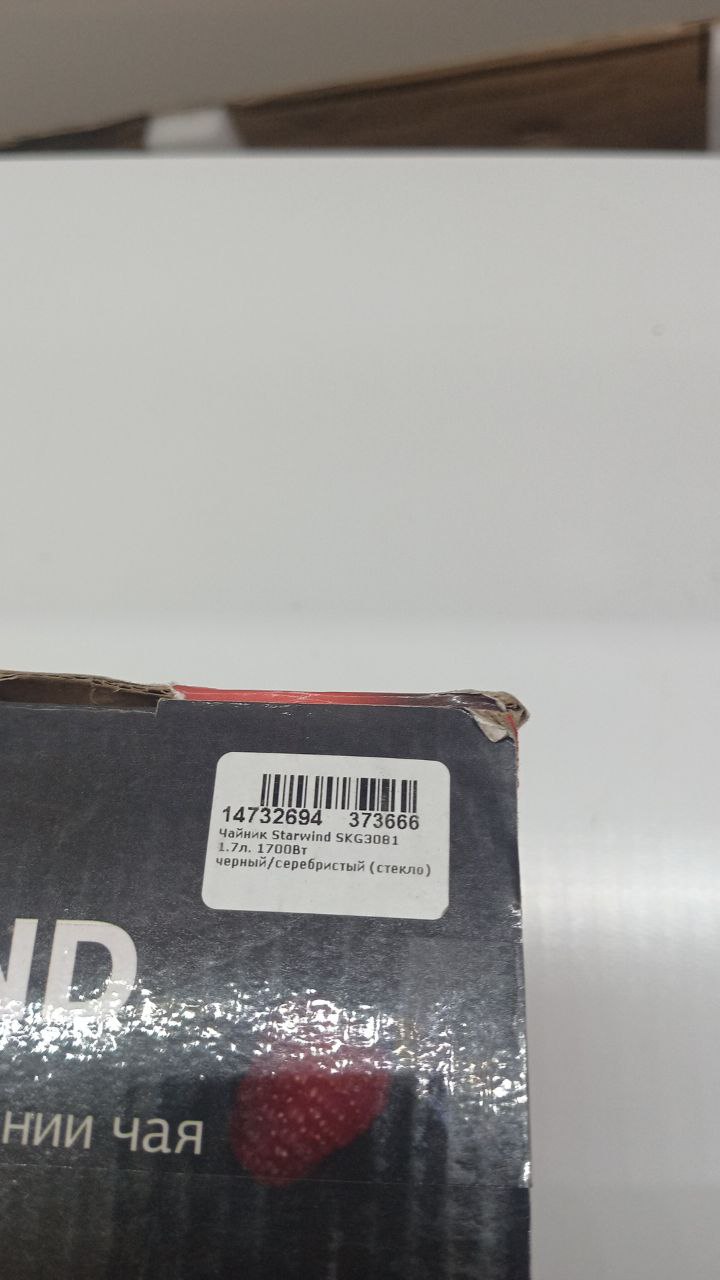 14732694 373666
Чайник Starwind SKG3081
1.7л. 1700Вт
черный/серебристый (стекло)
ND
нии чая